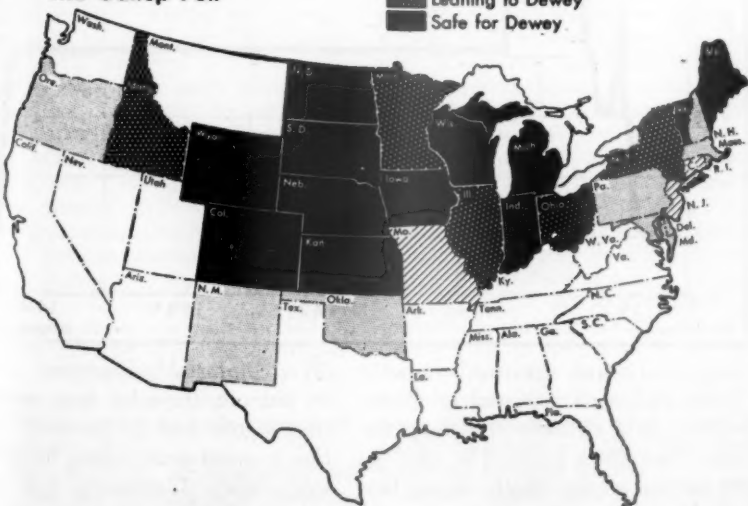 Leaning to Dewey
Safe for Dewey
Wash.
Mont.
N. D.
Minn.
Me.
Ore.
Ida.
S. D.
Wis.
Mich.
N. H.
Mass.
R. I.
Wyo.
Calif.
Nev.
Utah
Neb.
Iowa
Ill.
Ind.
Ohio
Pa.
N. J.
Col.
Kan.
Mo.
W. Va.
Va.
Del.
Md.
Ky.
Ariz.
N. M.
Tex.
Okla.
Ark.
Tenn.
N. C.
S. C.
Miss.
Ala.
Ga.
La.
Fla.